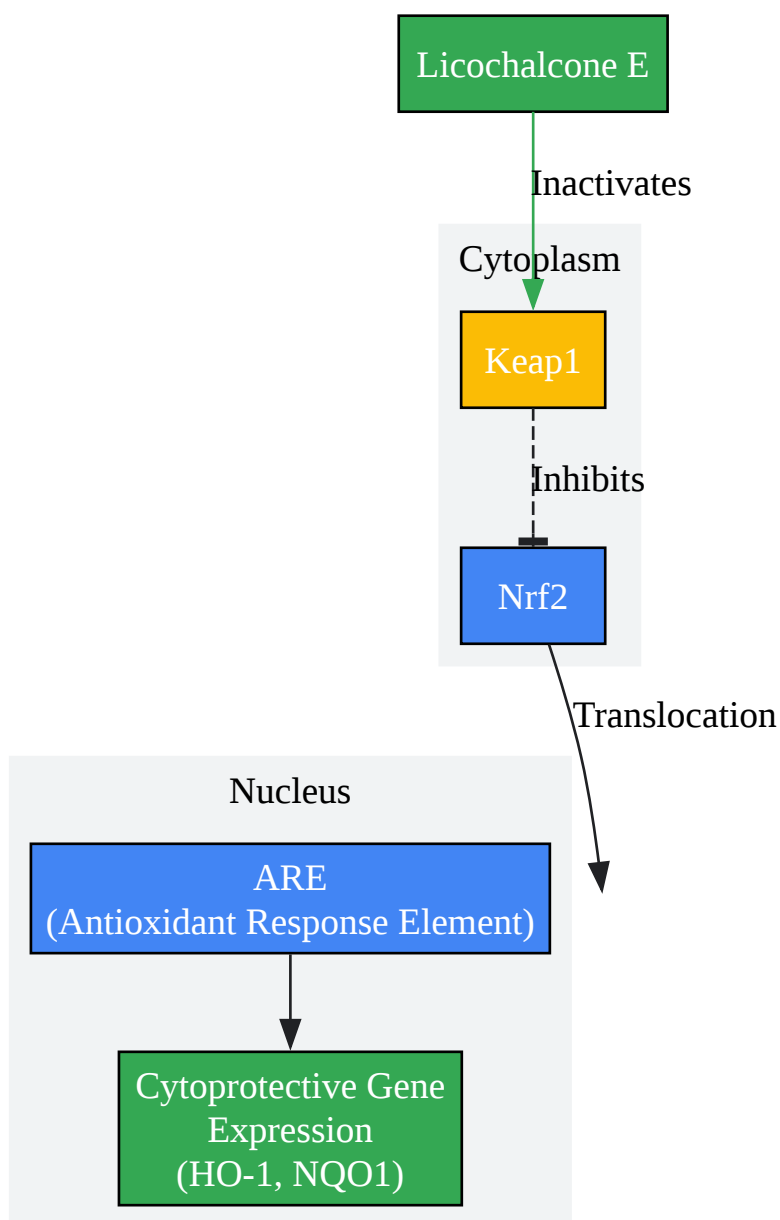 Licochalcone E
Inactivates
Cytoplasm
Keap1
Inhibits
Nrf2
Translocation
Nucleus
ARE
(Antioxidant Response Element)
Cytoprotective Gene
Expression
(HO-1, NQO1)